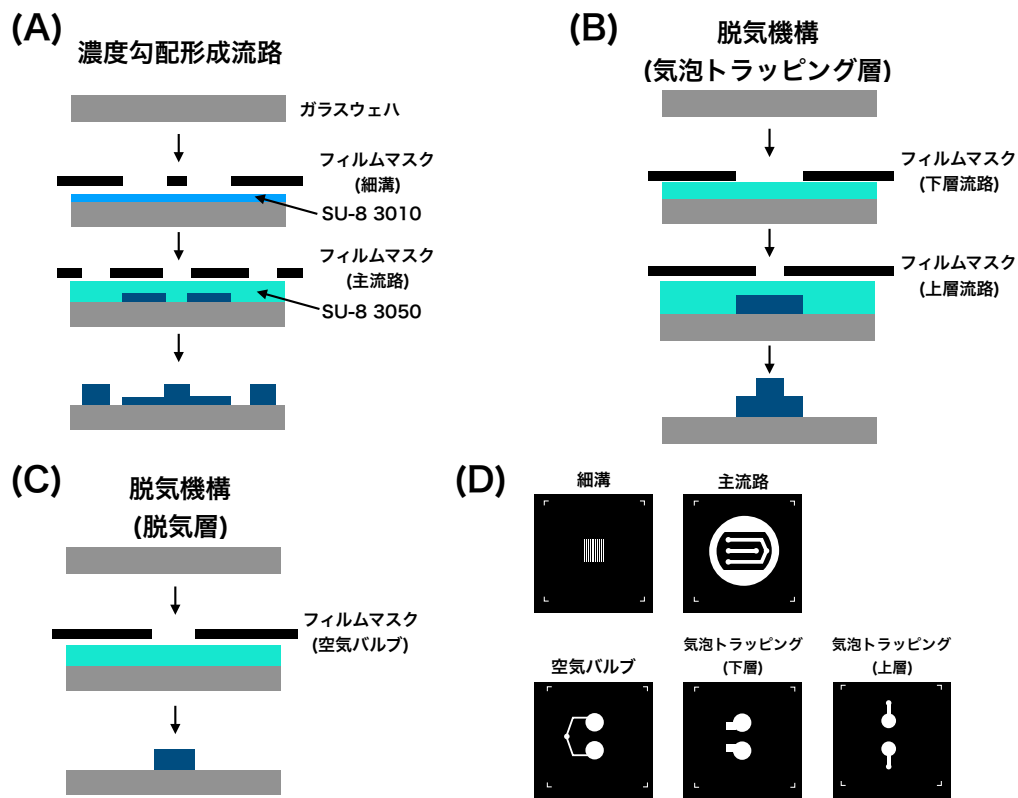 (A)
濃度勾配形成流路
ガラスウェハ
フィルムマスク
(細溝)
SU-8 3010
フィルムマスク
(主流路)
SU-8 3050
(B)
脱気機構
(気泡トラッピング層)
フィルムマスク
(下層流路)
フィルムマスク
(上層流路)
(C)
脱気機構
(脱気層)
フィルムマスク
(空気バルブ)
(D)
細溝
主流路
空気バルブ
気泡トラッピング
(下層)
気泡トラッピング
(上層)